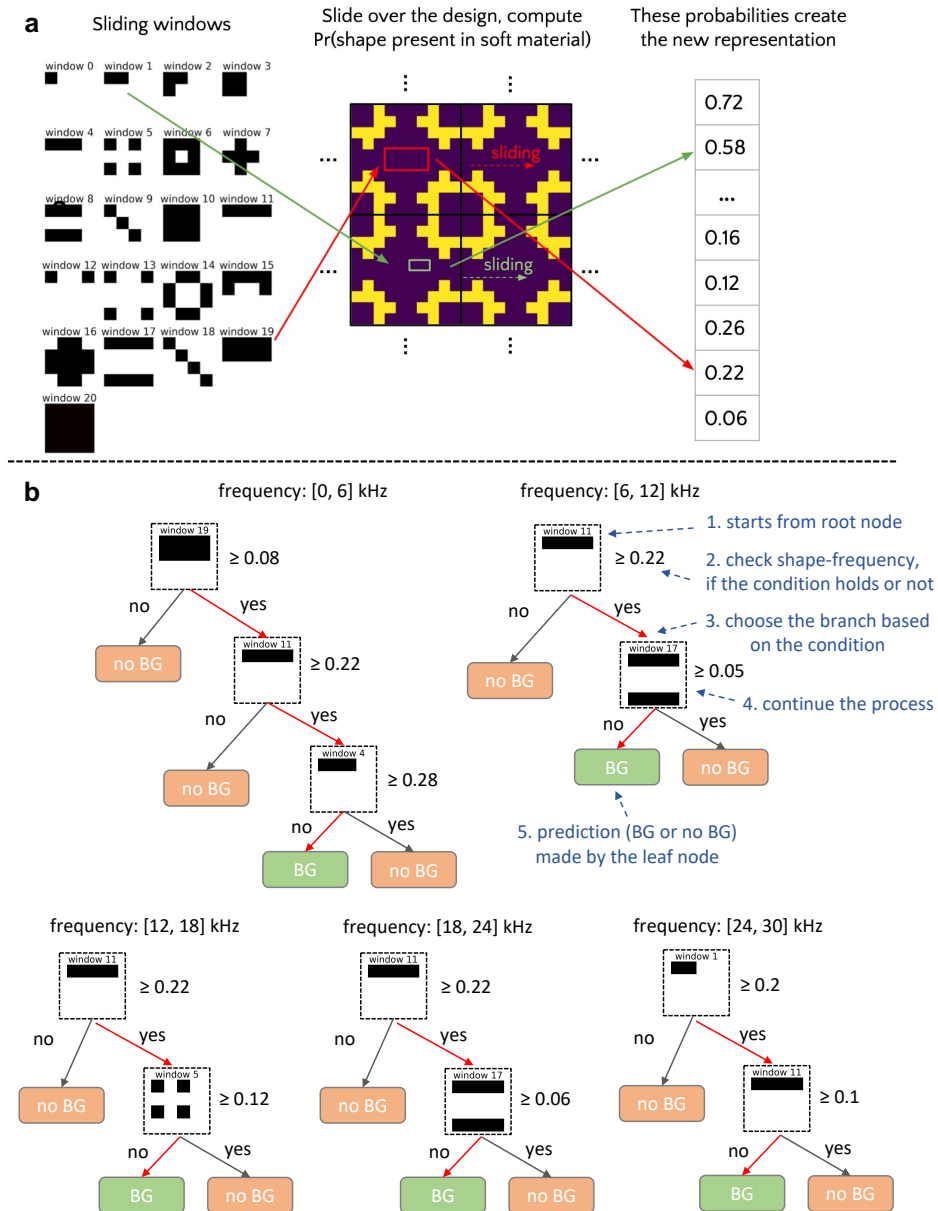 a
Sliding windows
Slide over the design, compute
Pr(shape present in soft material)
These probabilities create
the new representation
window 0 window 1 window 2 window 3
window 4 window 5 window 6 window 7
window 8 window 9 window 10 window 11
window 12 window 13 window 14 window 15
window 16 window 17 window 18 window 19
window 20
...
...
...
sliding
...
...
sliding
...
...
...
0.72
0.58
...
0.16
0.12
0.26
0.22
0.06
b
frequency: [0, 6] kHz
window 19
≥ 0.08
no
yes
no BG
window 11
≥ 0.22
no
yes
no BG
window 4
≥ 0.28
no
yes
BG
no BG
frequency: [6, 12] kHz
window 11
≥ 0.22
no
yes
no BG
window 17
≥ 0.05
no
yes
BG
no BG
1. starts from root node
2. check shape-frequency,
if the condition holds or not
3. choose the branch based
on the condition
4. continue the process
5. prediction (BG or no BG)
made by the leaf node
frequency: [12, 18] kHz
window 11
≥ 0.22
no
yes
no BG
window 5
≥ 0.12
no
yes
BG
no BG
frequency: [18, 24] kHz
window 11
≥ 0.22
no
yes
no BG
window 17
≥ 0.06
no
yes
BG
no BG
frequency: [24, 30] kHz
window 1
≥ 0.2
no
yes
no BG
window 11
≥ 0.1
no
yes
BG
no BG